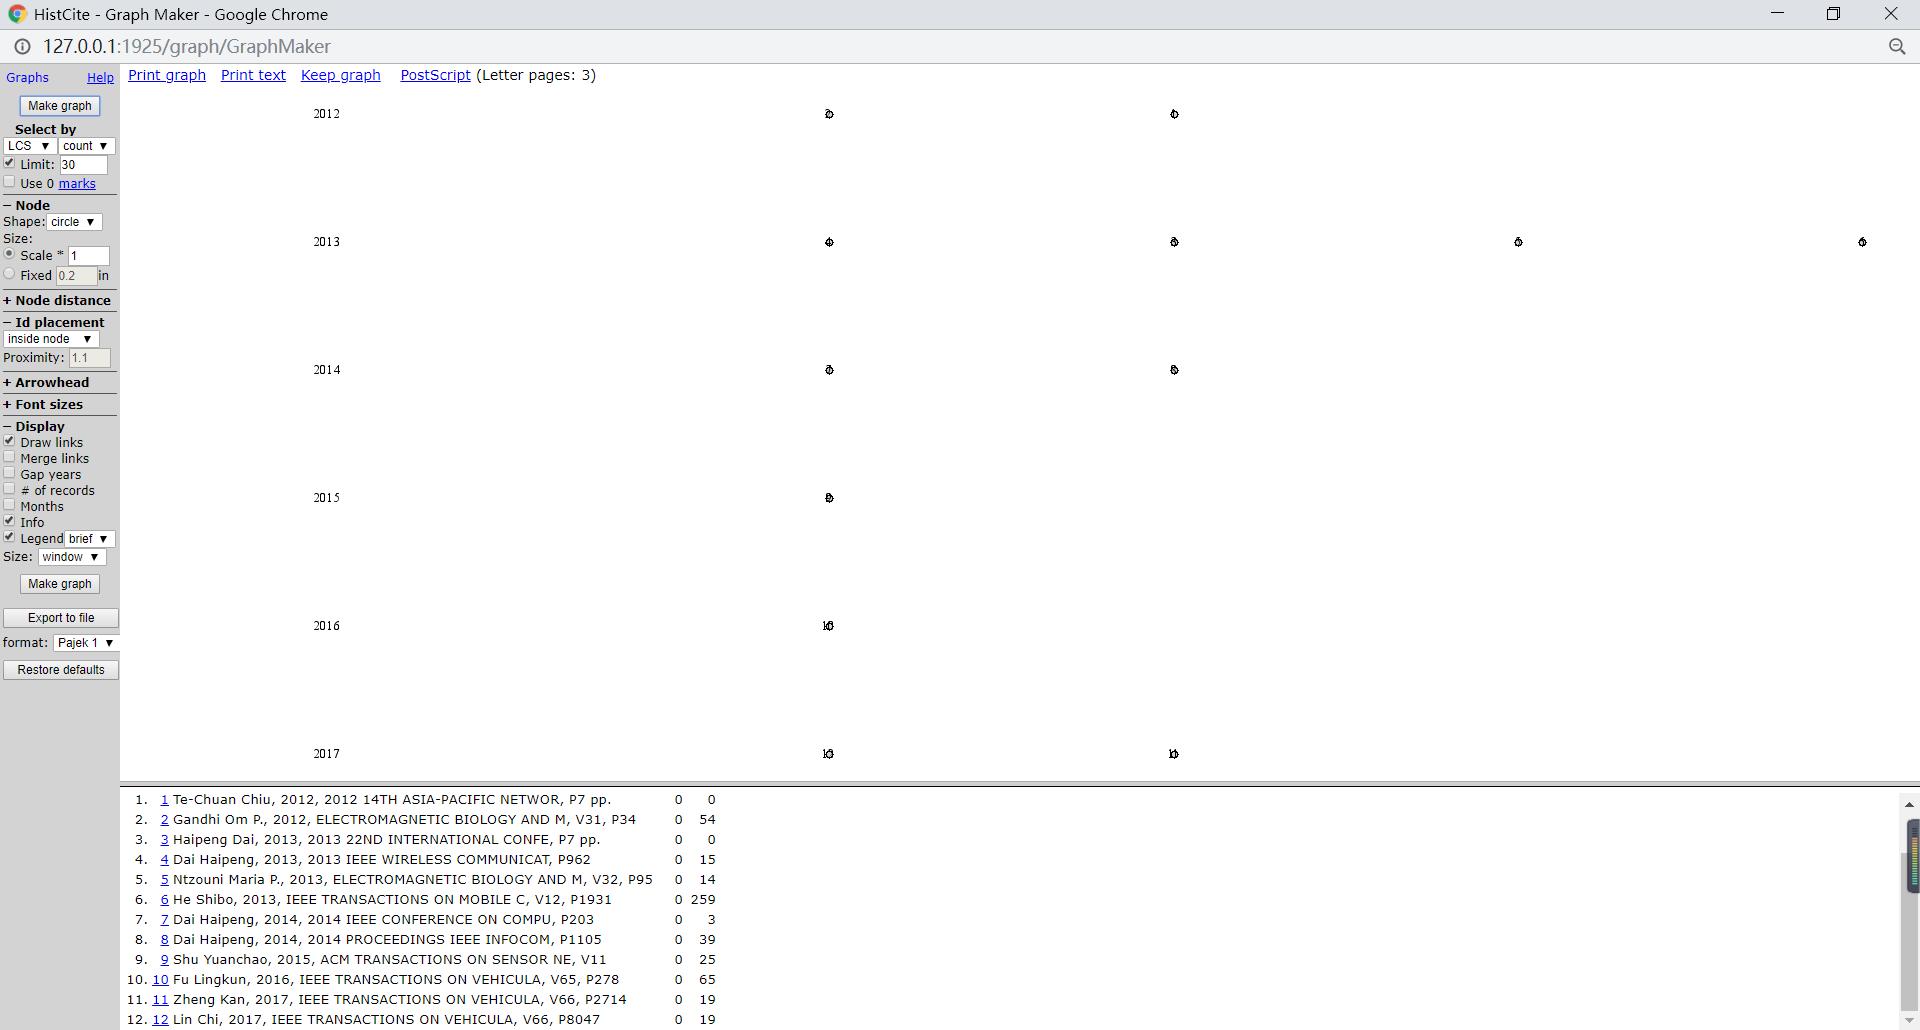 HistCite - Graph Maker - Google Chrome
127.0.0.1:1925/graph/GraphMaker
Graphs Help
Make graph
Select by
LCS count
Limit: 30
Use 0 marks
− Node
Shape: circle
Size:
Scale * 1
Fixed 0.2 in
+ Node distance
− Id placement
inside node
Proximity: 1.1
+ Arrowhead
+ Font sizes
− Display
Draw links
Merge links
Gap years
# of records
Months
Info
Legend brief
Size: window
Make graph
Export to file
format: Pajek 1
Restore defaults
Print graph Print text Keep graph PostScript (Letter pages: 3)
2012
2013
2014
2015
2016
2017
1. 1 Te-Chuan Chiu, 2012, 2012 14TH ASIA-PACIFIC NETWOR, P7 pp. 0 0
2. 2 Gandhi Om P., 2012, ELECTROMAGNETIC BIOLOGY AND M, V31, P34 0 54
3. 3 Haipeng Dai, 2013, 2013 22ND INTERNATIONAL CONFE, P7 pp. 0 0
4. 4 Dai Haipeng, 2013, 2013 IEEE WIRELESS COMMUNICAT, P962 0 15
5. 5 Ntzouni Maria P., 2013, ELECTROMAGNETIC BIOLOGY AND M, V32, P95 0 14
6. 6 He Shibo, 2013, IEEE TRANSACTIONS ON MOBILE C, V12, P1931 0 259
7. 7 Dai Haipeng, 2014, 2014 IEEE CONFERENCE ON COMPU, P203 0 3
8. 8 Dai Haipeng, 2014, 2014 PROCEEDINGS IEEE INFOCOM, P1105 0 39
9. 9 Shu Yuanchao, 2015, ACM TRANSACTIONS ON SENSOR NE, V11 0 25
10. 10 Fu Lingkun, 2016, IEEE TRANSACTIONS ON VEHICULA, V65, P278 0 65
11. 11 Zheng Kan, 2017, IEEE TRANSACTIONS ON VEHICULA, V66, P2714 0 19
12. 12 Lin Chi, 2017, IEEE TRANSACTIONS ON VEHICULA, V66, P8047 0 19